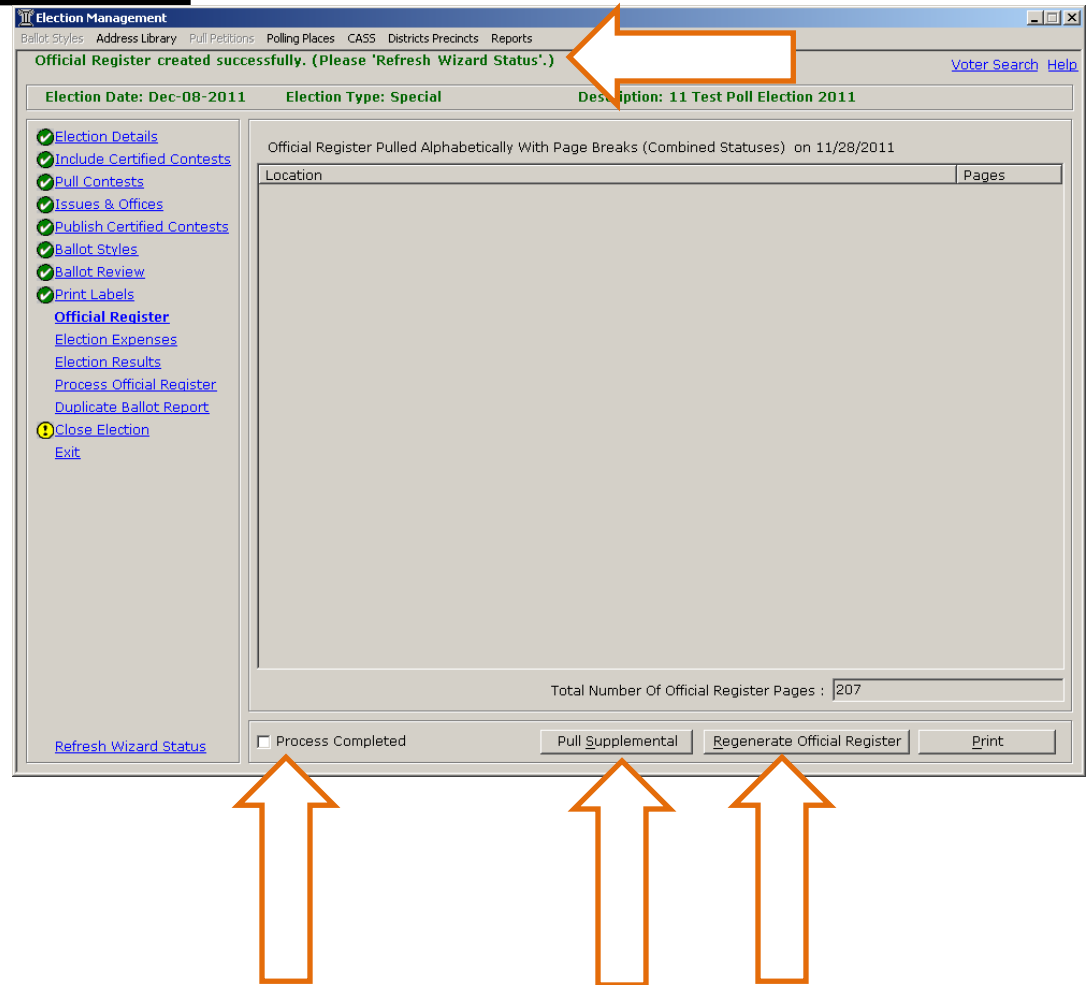 Election Management
Ballot Styles Address Library Pull Petitions Polling Places CASS Districts Precincts Reports
Official Register created successfully. (Please 'Refresh Wizard Status'.)
Voter Search Help
Election Date: Dec-08-2011 Election Type: Special Description: 11 Test Poll Election 2011
Election Details
Include Certified Contests
Pull Contests
Issues & Offices
Publish Certified Contests
Ballot Styles
Ballot Review
Print Labels
Official Register
Election Expenses
Election Results
Process Official Register
Duplicate Ballot Report
Close Election
Exit
Refresh Wizard Status
Official Register Pulled Alphabetically With Page Breaks (Combined Statuses) on 11/28/2011
Location Pages
Total Number Of Official Register Pages : 207
Process Completed Pull Supplemental Regenerate Official Register Print